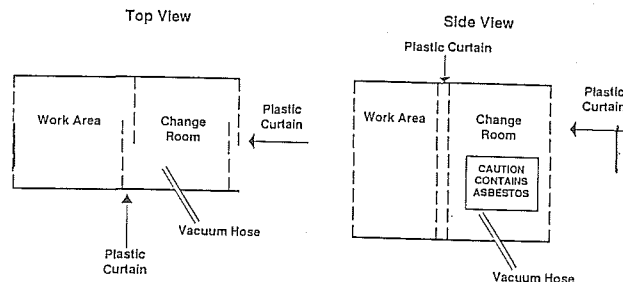 Top View
Work Area
Change
Room
Plastic
Curtain
Vacuum Hose
Plastic
Curtain
Side View
Plastic Curtain
Work Area
Change
Room
Plastic
Curtain
CAUTION
CONTAINS
ASBESTOS
Vacuum Hose